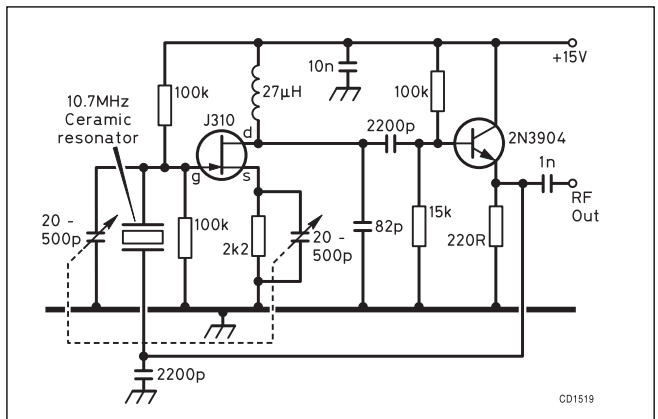 +15V
10n
100k
27μH
100k
10.7MHz
Ceramic
resonator
J310
d
2200p
2N3904
g
s
1n
RF
Out
20 -
500p
100k
2k2
20 -
500p
82p
15k
220R
2200p
CD1519